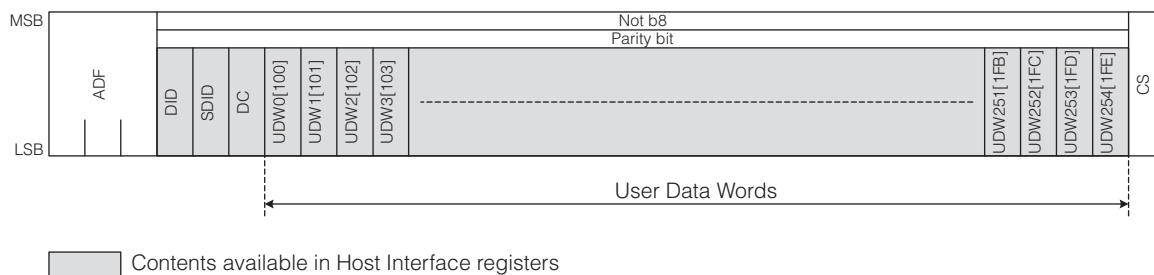 MSB
Not b8
Parity bit
ADF
DID
SDID
DC
UDW0[100]
UDW1[101]
UDW2[102]
UDW3[103]
UDW251[1FB]
UDW252[1FC]
UDW253[1FD]
UDW254[1FE]
CS
LSB
User Data Words
Contents available in Host Interface registers